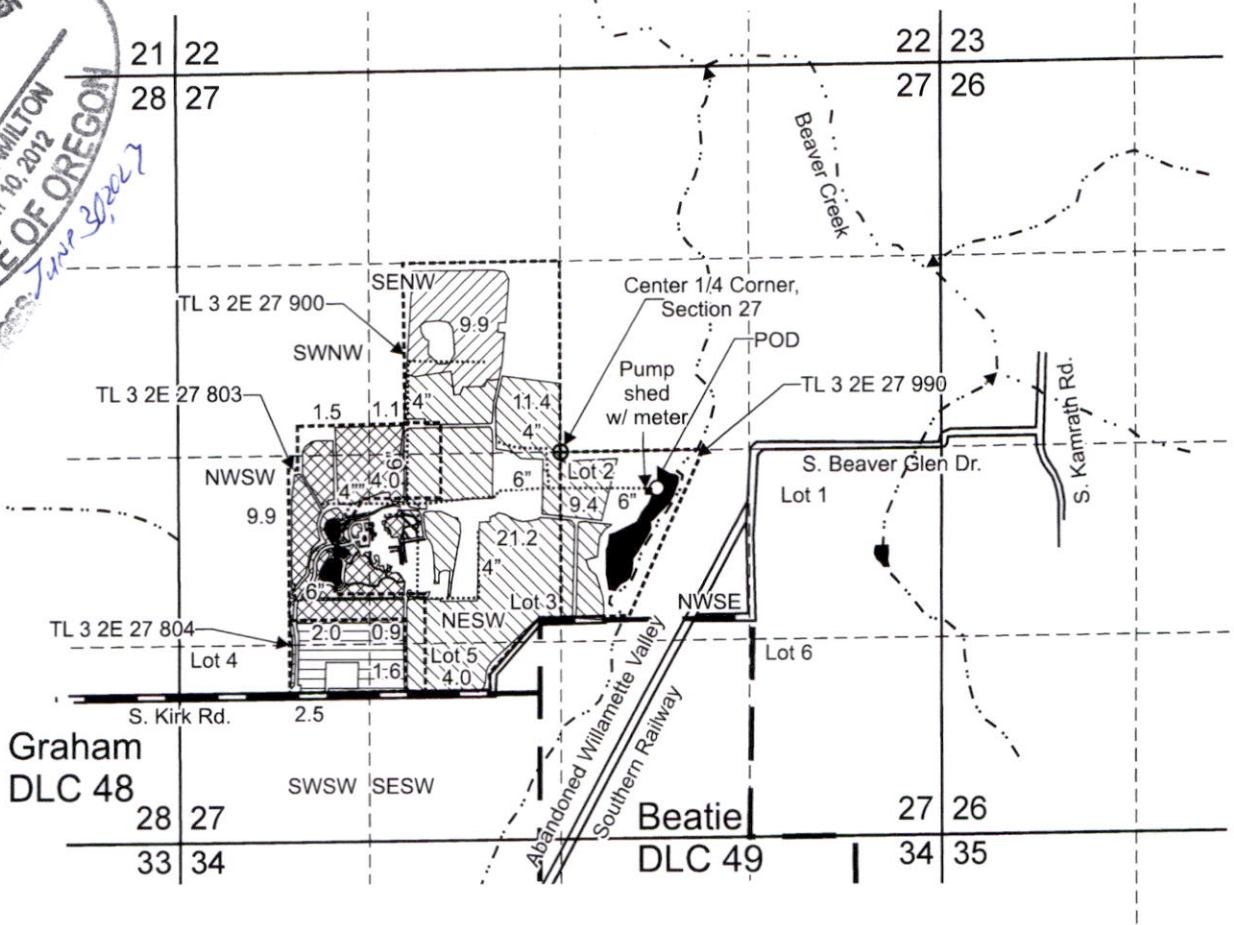 MILTON
10, 2012
E OF OREGON
21 22
28 27
22 23
27 26
Beaver Creek
SENW
TL 3 2E 27 900
9.9
SWNW
Center 1/4 Corner,
Section 27
POD
Pump
shed
w/ meter
TL 3 2E 27 990
TL 3 2E 27 803
1.5
1.1
4"
11.4
4"
S. Kamrath Rd.
S. Beaver Glen Dr.
NWSW
6"
4.0
4""
6"
Lot 2
9.4
6"
Lot 1
9.9
21.2
4"
6"
Lot 3
NWSE
NESW
TL 3 2E 27 804
2.0
0.9
Lot 4
Lot 5
4.0
1.6
Lot 6
S. Kirk Rd.
2.5
Abandoned Willamette Valley
Southern Railway
Graham
DLC 48
SWSW
SESW
Beatie
DLC 49
28 27
33 34
27 26
34 35